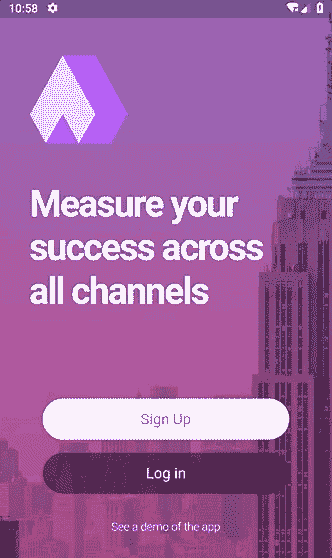 10:58
Measure your
success across
all channels
Sign Up
Log in
See a demo of the app